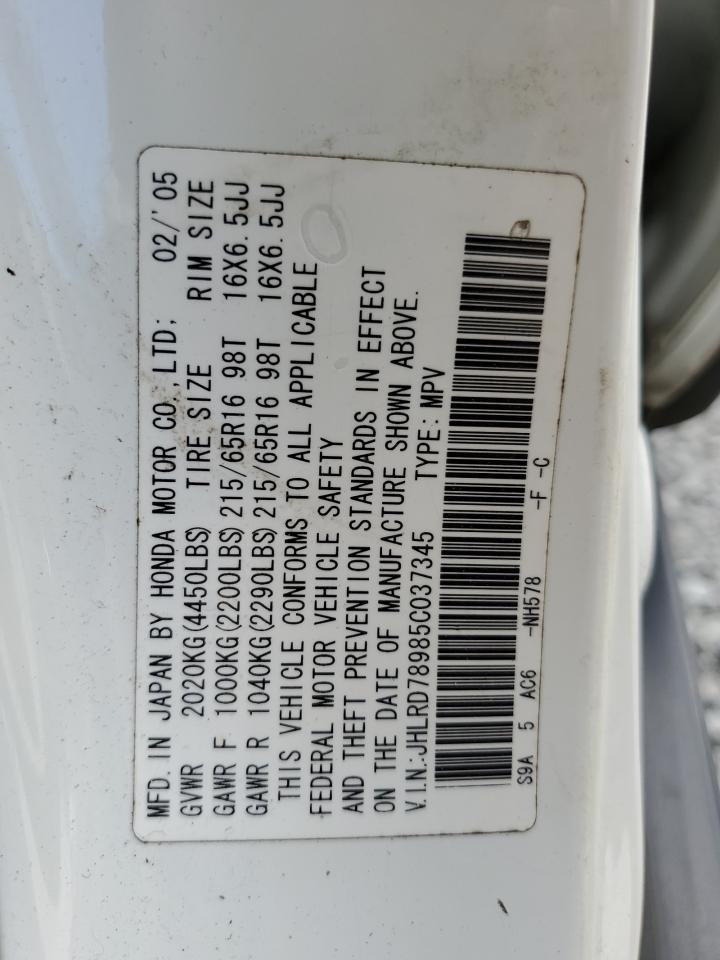 MFD. IN JAPAN BY HONDA MOTOR CO., LTD; 02/'05
GVWR 2020KG(4450LBS) TIRE SIZE RIM SIZE
GAWR F 1000KG(2200LBS) 215/65R16 98T 16X6.5JJ
GAWR R 1040KG(2290LBS) 215/65R16 98T 16X6.5JJ
THIS VEHICLE CONFORMS TO ALL APPLICABLE
FEDERAL MOTOR VEHICLE SAFETY
AND THEFT PREVENTION STANDARDS IN EFFECT
ON THE DATE OF MANUFACTURE SHOWN ABOVE.
V.I.N.:JHLRD78985C037345 TYPE: MPV
S9A 5 AC6 -NH578 -F -C